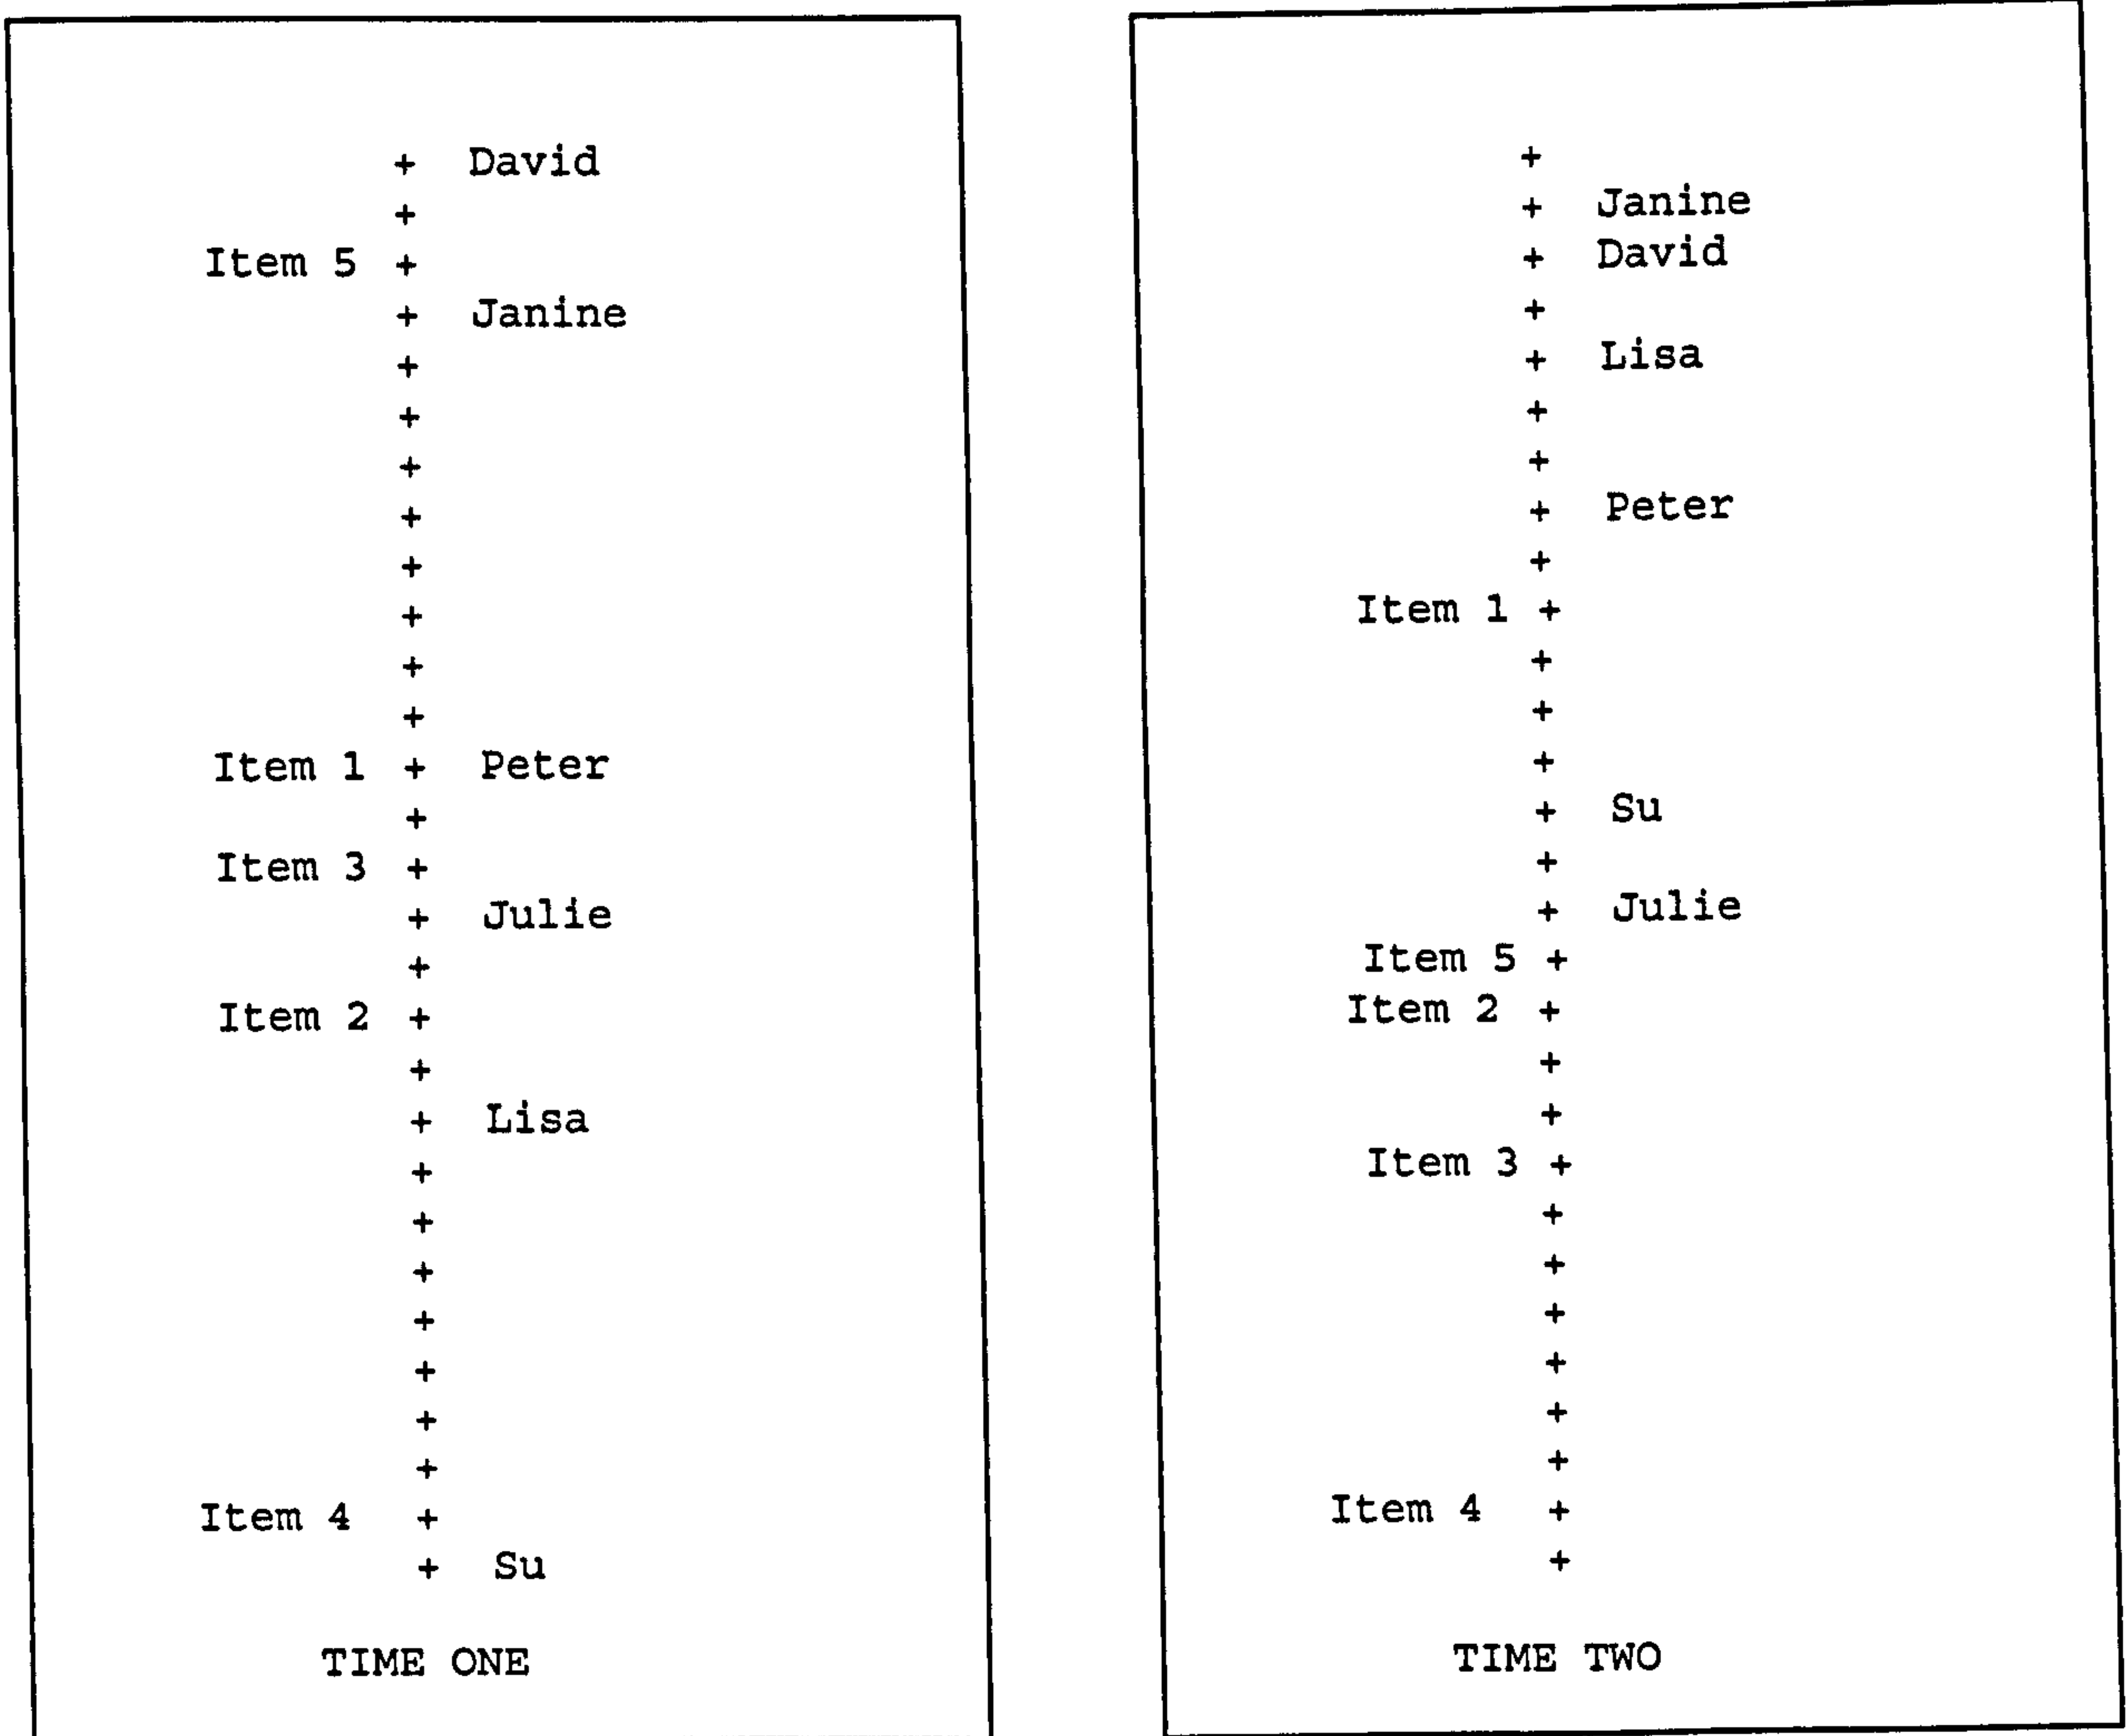 + David
+
Item 5 +
+ Janine
+
+
+
+
+
+
+
+
Item 1 + Peter
+
Item 3 +
+ Julie
+
Item 2 +
+
+ Lisa
+
+
+
+
+
+
+
Item 4 +
+ Su
TIME ONE
+
+ Janine
+ David
+
+ Lisa
+
+
+ Peter
+
Item 1 +
+
+
+
+ Su
+
+ Julie
Item 5 +
Item 2 +
+
+
Item 3 +
+
+
+
+
+
+
Item 4 +
+
TIME TWO